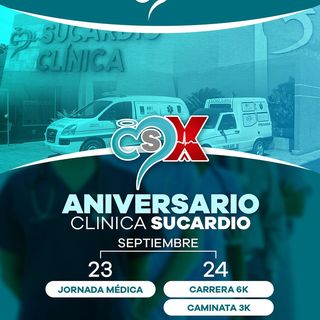 SUCARDIO
CLÍNICA
CSX
ANIVERSARIO
CLINICA SUCARDIO
SEPTIEMBRE
23 24
JORNADA MÉDICA CARRERA 6K
CAMINATA 3K